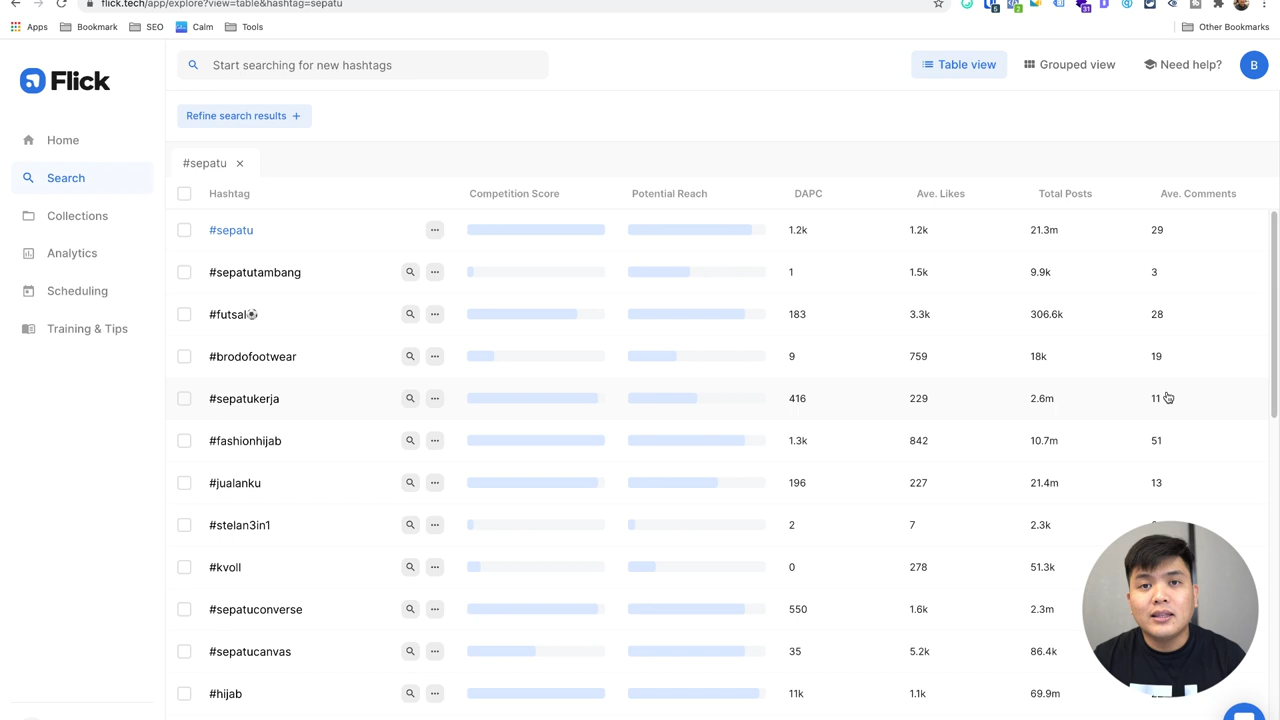 flick.tech/app/explore?view=table&hashtag=sepatu
Apps Bookmark SEO Calm Tools Other Bookmarks
Flick
Start searching for new hashtags
Table view Grouped view Need help? B
Refine search results +
Home
Search
Collections
Analytics
Scheduling
Training & Tips
#sepatu ×
Hashtag Competition Score Potential Reach DAPC Ave. Likes Total Posts Ave. Comments
#sepatu 1.2k 1.2k 21.3m 29
#sepatutambang 1 1.5k 9.9k 3
#futsal⚽ 183 3.3k 306.6k 28
#brodofootwear 9 759 18k 19
#sepatukerja 416 229 2.6m 11
#fashionhijab 1.3k 842 10.7m 51
#jualanku 196 227 21.4m 13
#stelan3in1 2 7 2.3k
#kvoll 0 278 51.3k
#sepatuconverse 550 1.6k 2.3m
#sepatucanvas 35 5.2k 86.4k
#hijab 11k 1.1k 69.9m